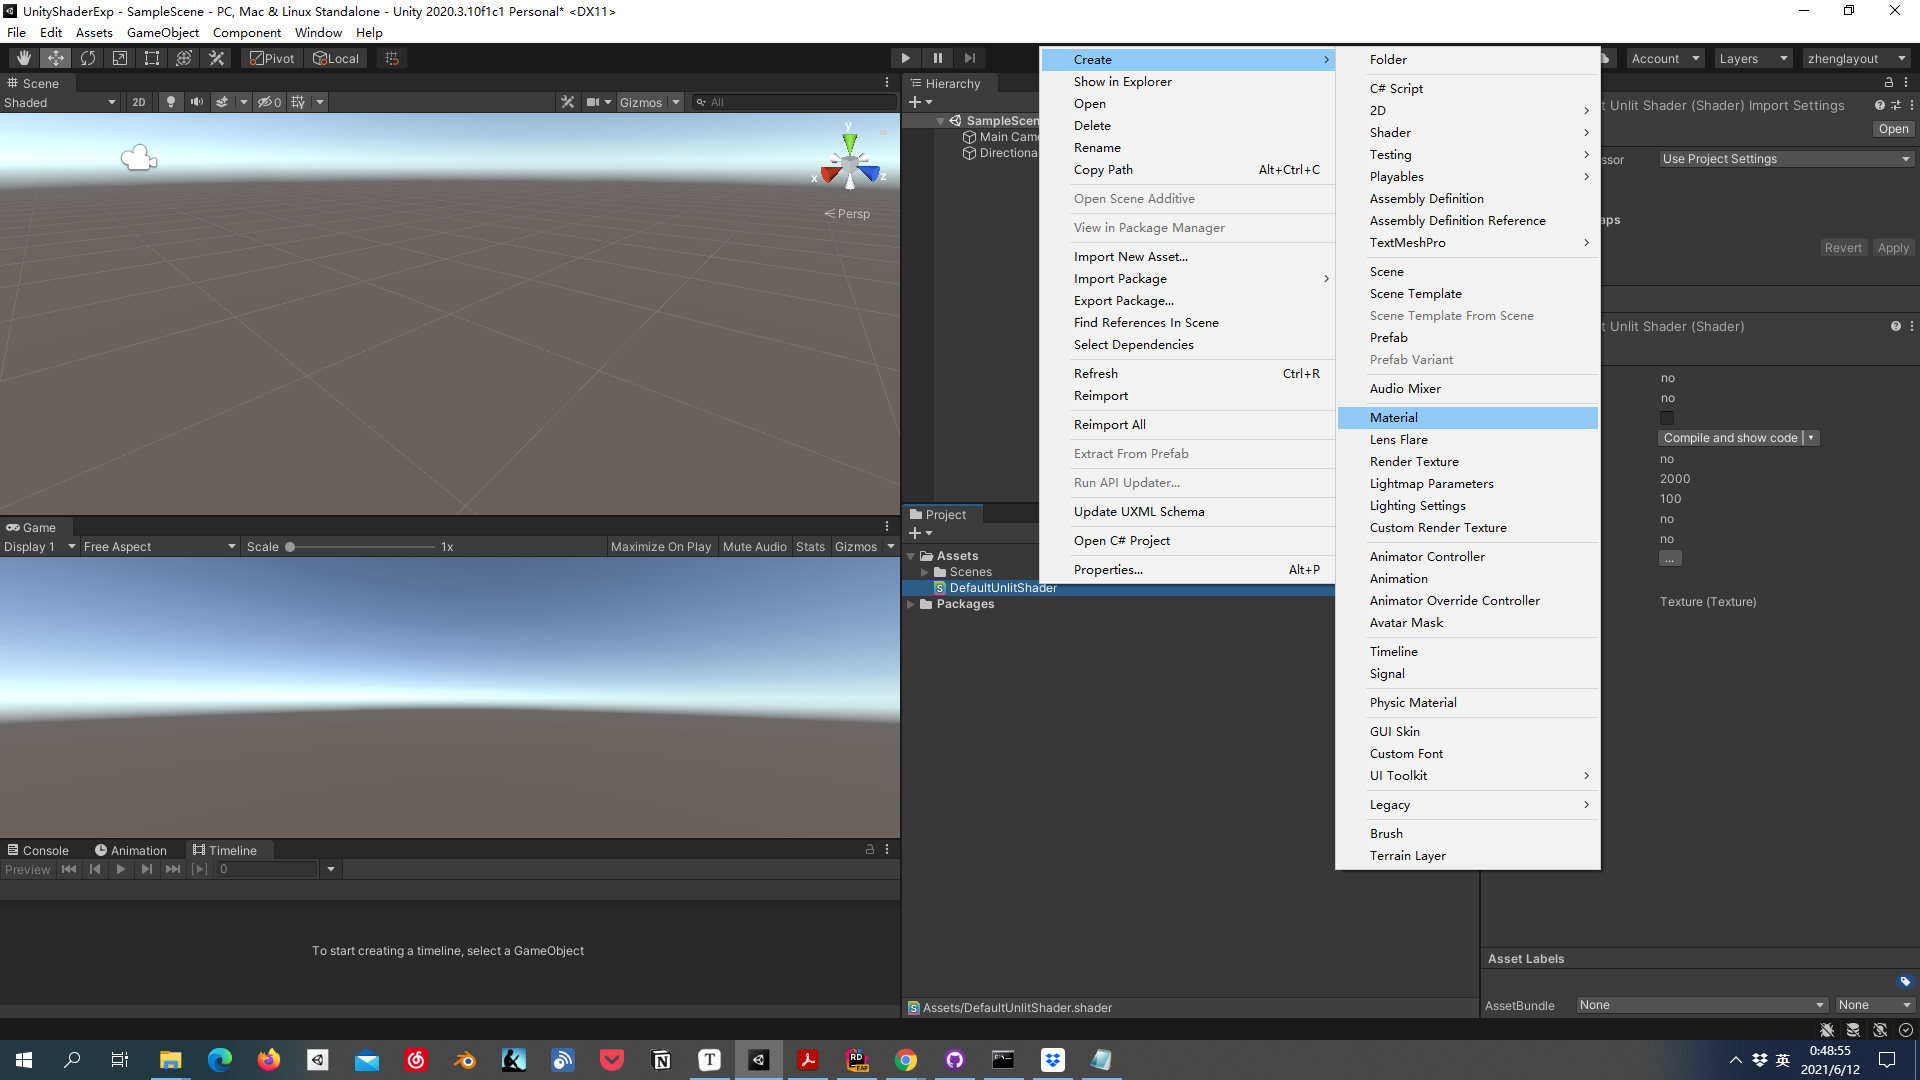 UnityShaderExp - SampleScene - PC, Mac & Linux Standalone - Unity 2020.3.10f1c1 Personal* <DX11>
File Edit Assets GameObject Component Window Help
Pivot Local
Account Layers zhenglayout
Scene
Shaded 2D 0 Gizmos All
y
x z
Persp
Game
Display 1 Free Aspect Scale 1x Maximize On Play Mute Audio Stats Gizmos
Console Animation Timeline
Preview 0
To start creating a timeline, select a GameObject
Hierarchy
SampleScen
Main Cam
Directiona
Project
Assets
Scenes
DefaultUnlitShader
Packages
Assets/DefaultUnlitShader.shader
Create
Show in Explorer
Open
Delete
Rename
Copy Path Alt+Ctrl+C
Open Scene Additive
View in Package Manager
Import New Asset...
Import Package
Export Package...
Find References In Scene
Select Dependencies
Refresh Ctrl+R
Reimport
Reimport All
Extract From Prefab
Run API Updater...
Update UXML Schema
Open C# Project
Properties... Alt+P
Folder
C# Script
2D
Shader
Testing
Playables
Assembly Definition
Assembly Definition Reference
TextMeshPro
Scene
Scene Template
Scene Template From Scene
Prefab
Prefab Variant
Audio Mixer
Material
Lens Flare
Render Texture
Lightmap Parameters
Lighting Settings
Custom Render Texture
Animator Controller
Animation
Animator Override Controller
Avatar Mask
Timeline
Signal
Physic Material
GUI Skin
Custom Font
UI Toolkit
Legacy
Brush
Terrain Layer
t Unlit Shader (Shader) Import Settings
Open
ssor Use Project Settings
aps
Revert Apply
t Unlit Shader (Shader)
no
no
Compile and show code
no
2000
100
no
no
...
Texture (Texture)
Asset Labels
AssetBundle None None
英
0:48:55
2021/6/12